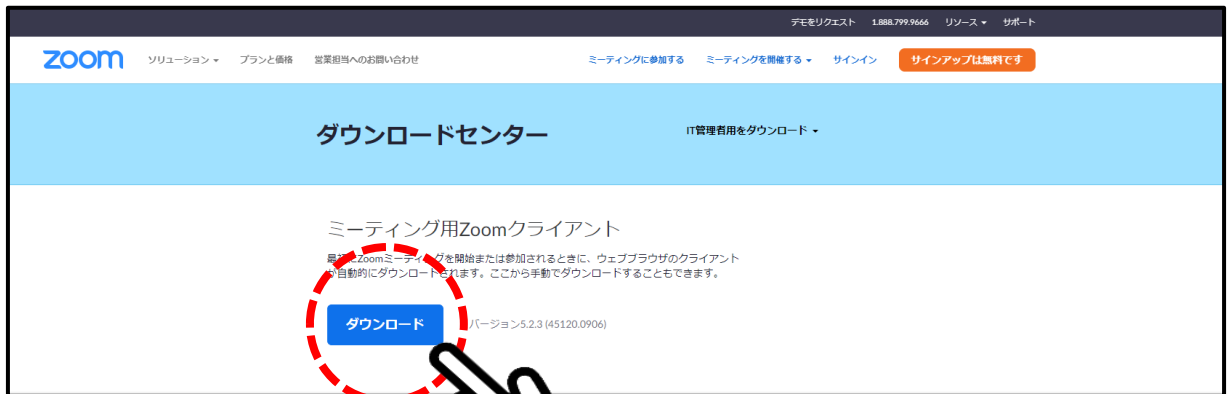 デモをリクエスト 1.888.799.9666 リソース サポート
zoom ソリューション プランと価格 営業担当へのお問い合わせ ミーティングに参加する ミーティングを開催する サインイン サインアップは無料です
ダウンロードセンター IT管理者用をダウンロード
ミーティング用Zoomクライアント
最初にZoomミーティングを開始または参加されるときに、ウェブブラウザのクライアント
が自動的にダウンロードされます。ここから手動でダウンロードすることもできます。
ダウンロード バージョン5.2.3 (45120.0906)